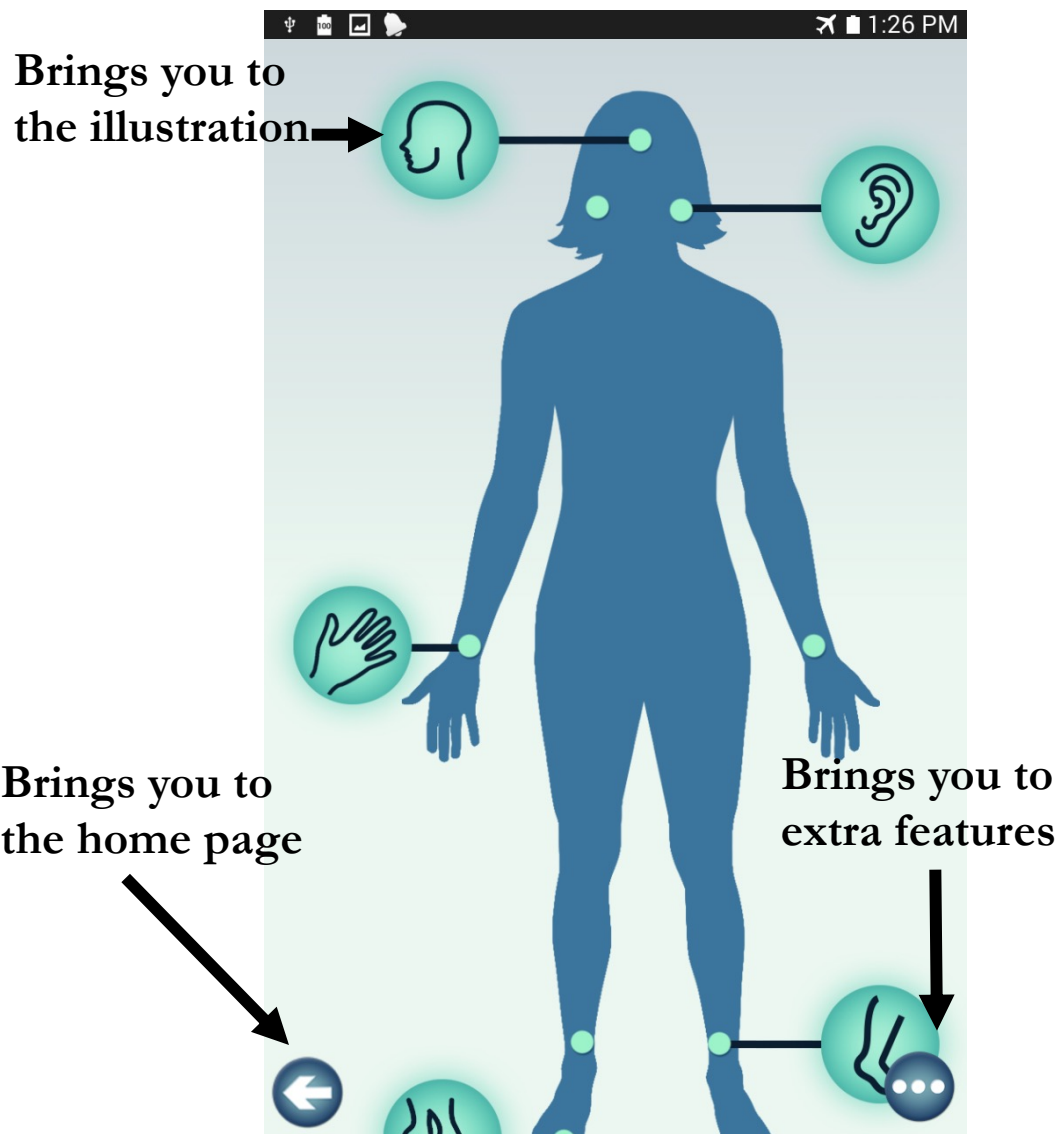 100
1:26 PM
Brings you to
the illustration
Brings you to
the home page
Brings you to
extra features